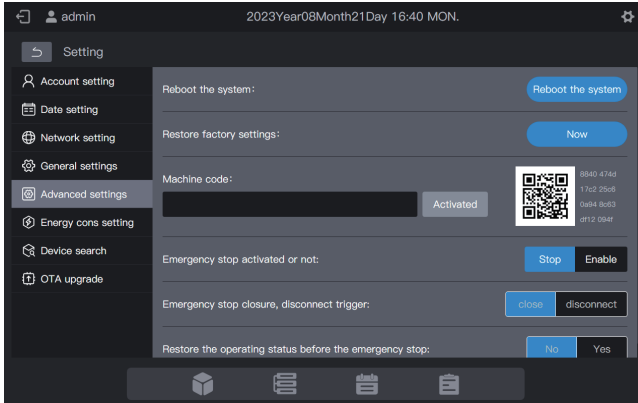 admin
2023Year08Month21Day 16:40 MON.
Setting
Account setting
Date setting
Network setting
General settings
Advanced settings
Energy cons setting
Device search
OTA upgrade
Reboot the system:
Reboot the system
Restore factory settings:
Now
Machine code:
Activated
8840 474d
17c2 25c6
0a94 8c63
df12 094f
Emergency stop activated or not:
Stop Enable
Emergency stop closure, disconnect trigger:
close disconnect
Restore the operating status before the emergency stop:
No Yes